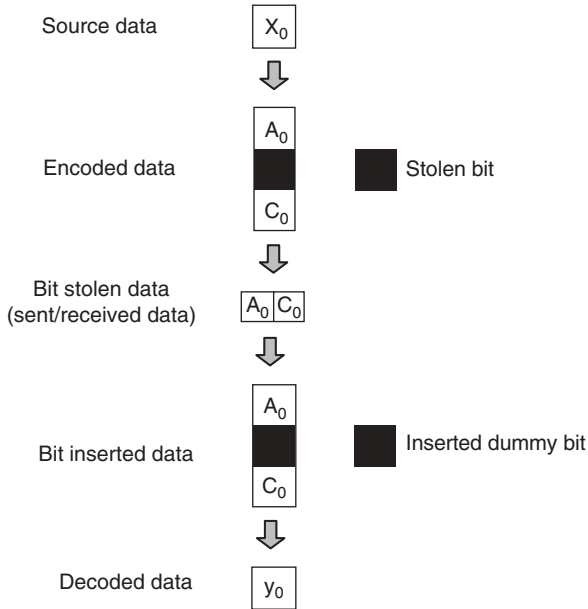 Source data
X₀
A₀
Encoded data
Stolen bit
C₀
Bit stolen data
(sent/received data)
A₀ C₀
A₀
Bit inserted data
Inserted dummy bit
C₀
Decoded data
y₀